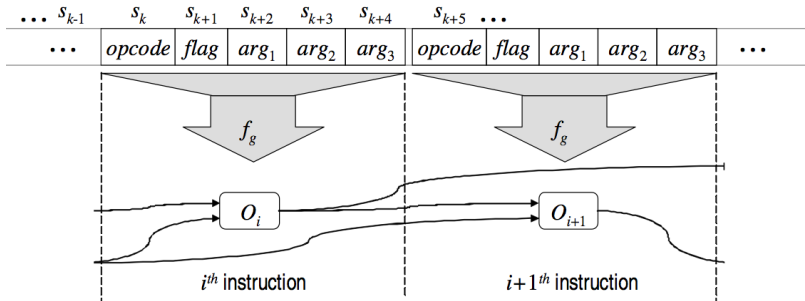 ... s_{k-1} s_k s_{k+1} s_{k+2} s_{k+3} s_{k+4} s_{k+5} ...
... opcode flag arg_1 arg_2 arg_3 opcode flag arg_1 arg_2 arg_3 ...
f_g f_g
O_i O_{i+1}
i^{th} instruction i+1^{th} instruction